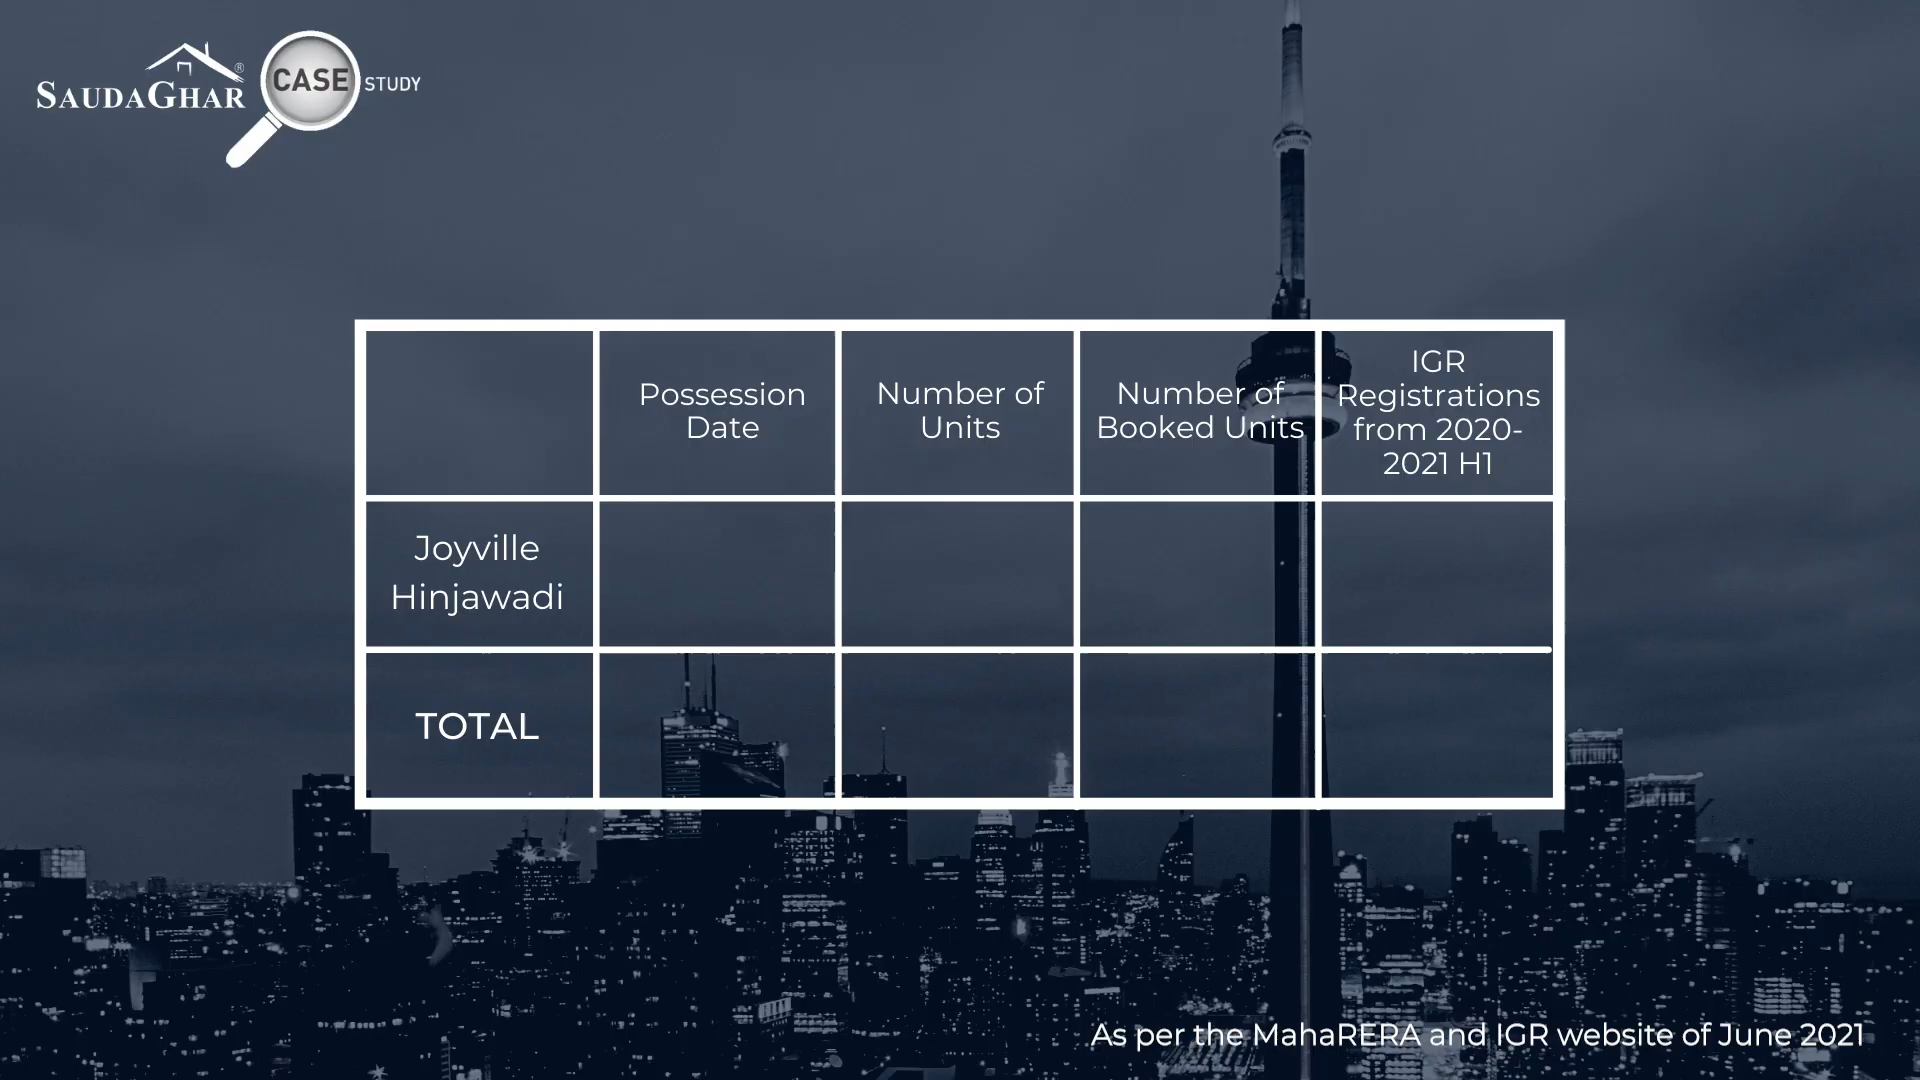 SAUDAGHAR® CASE STUDY
Possession
Date
Number of
Units
Number of
Booked Units
IGR
Registrations
from 2020-
2021 H1
Joyville
Hinjawadi
TOTAL
As per the MahaRERA and IGR website of June 2021